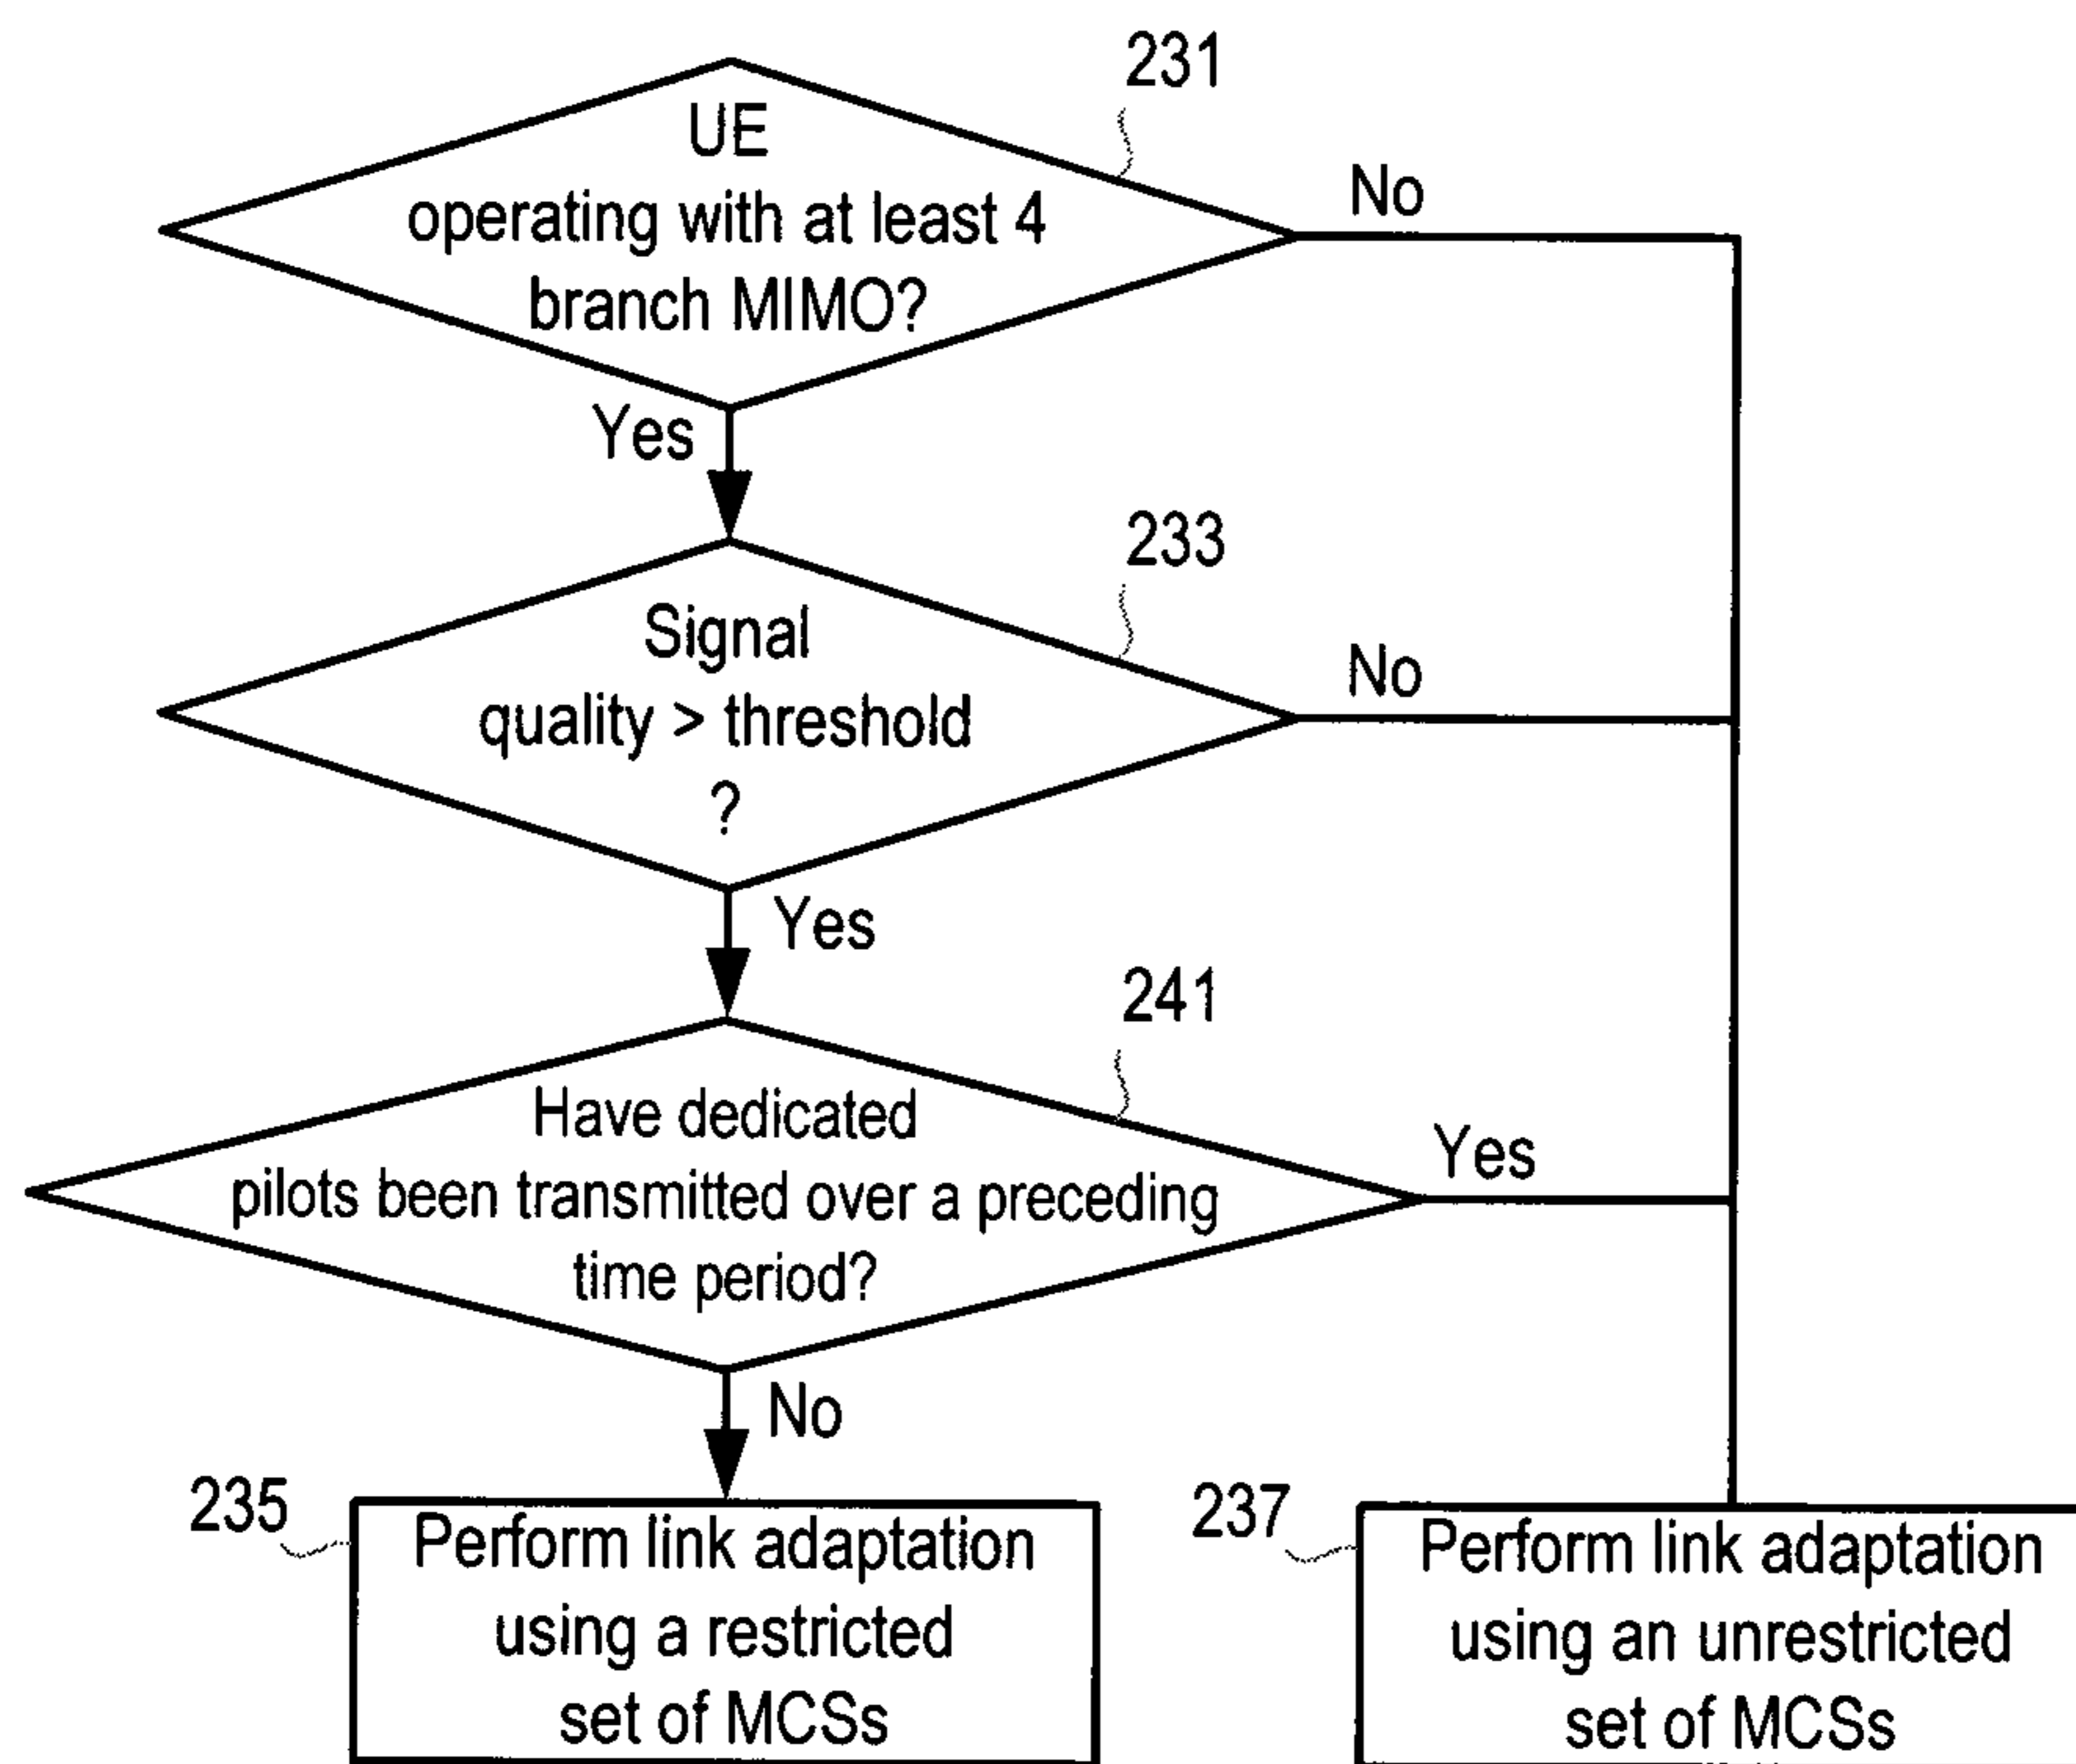 231
UE
operating with at least 4
branch MIMO?
No
Yes
233
Signal
quality > threshold
?
No
Yes
241
Have dedicated
pilots been transmitted over a preceding
time period?
Yes
No
235
Perform link adaptation
using a restricted
set of MCSs
237
Perform link adaptation
using an unrestricted
set of MCSs